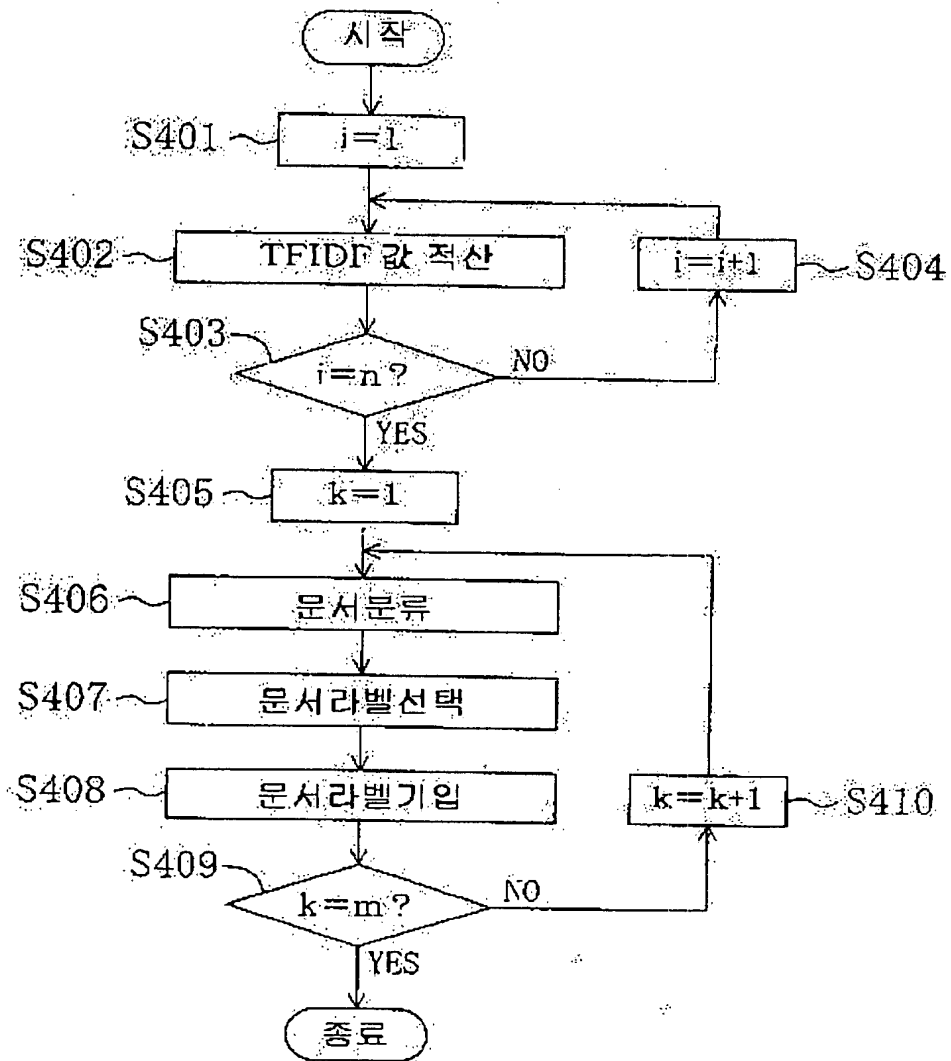 시작
S401
i=1
S402
TFIDF 값 적산
i=i+1
S404
S403
i=n?
NO
YES
S405
k=1
S406
문서분류
S407
문서라벨선택
S408
문서라벨기입
k=k+1
S410
S409
k=m?
NO
YES
종료